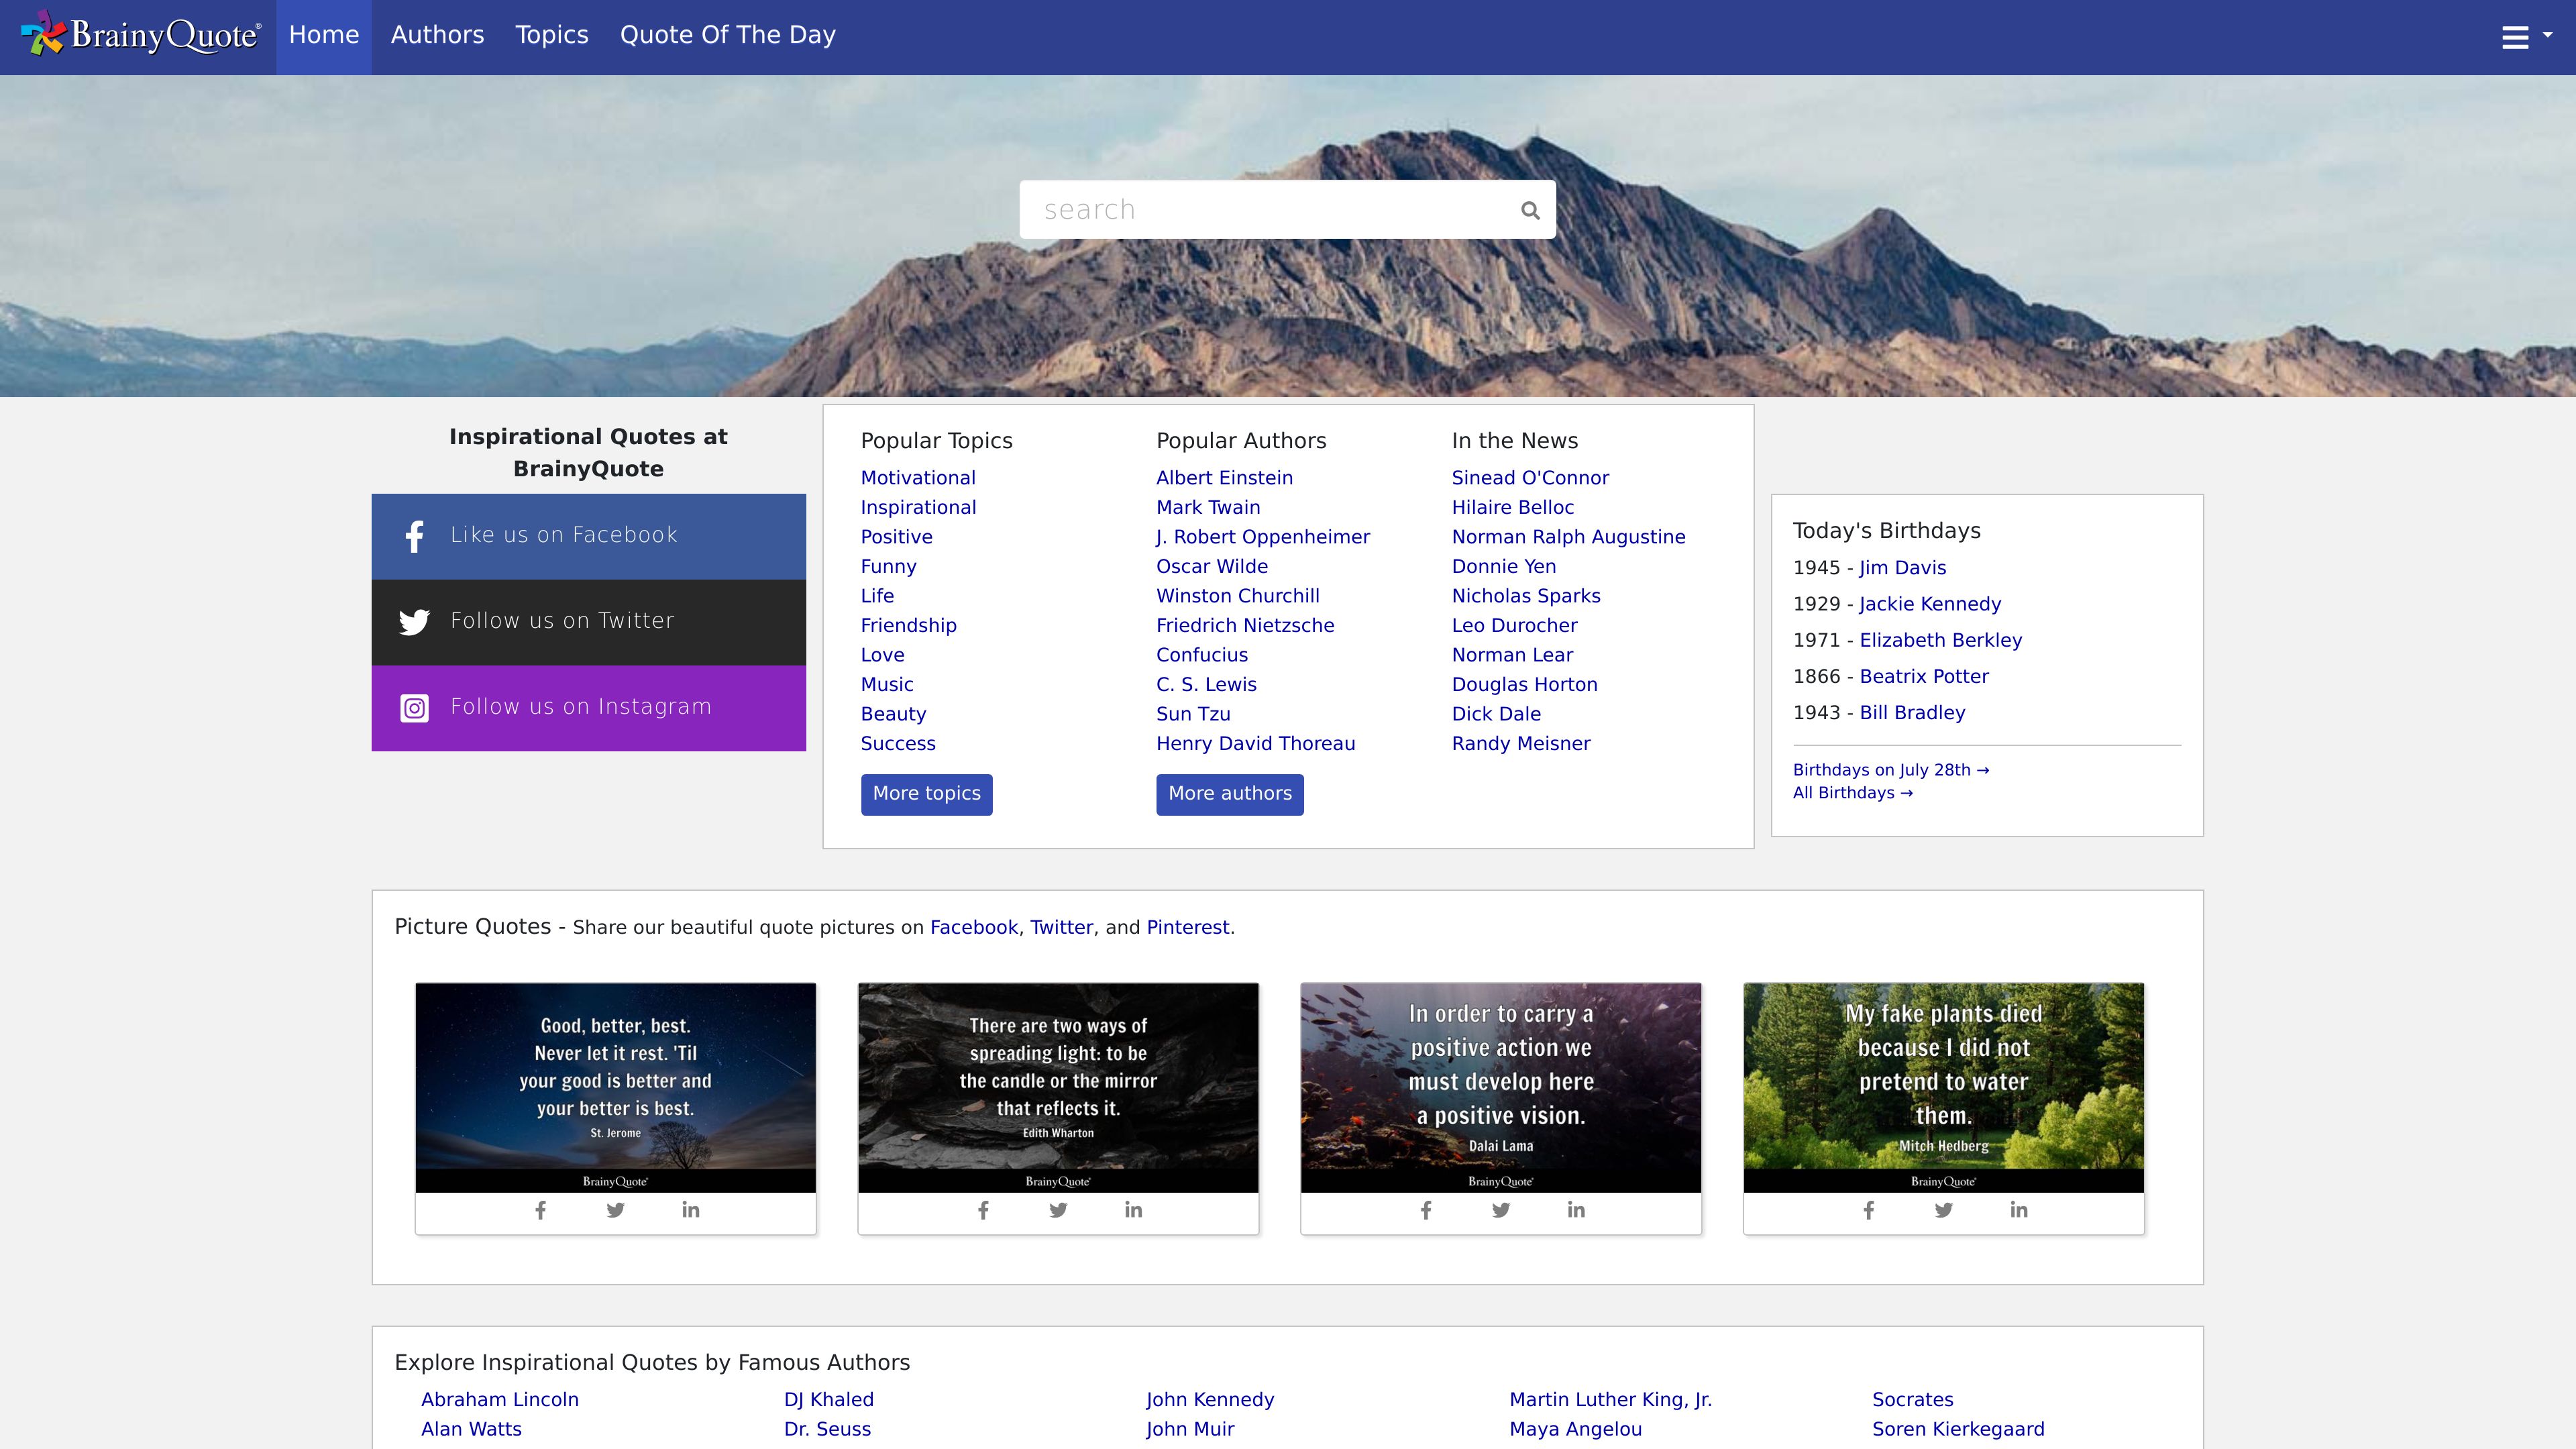 BrainyQuote®
Home
Authors
Topics
Quote Of The Day
search
Inspirational Quotes at
BrainyQuote
Like us on Facebook
Follow us on Twitter
Follow us on Instagram
Popular Topics
Motivational
Inspirational
Positive
Funny
Life
Friendship
Love
Music
Beauty
Success
More topics
Popular Authors
Albert Einstein
Mark Twain
J. Robert Oppenheimer
Oscar Wilde
Winston Churchill
Friedrich Nietzsche
Confucius
C. S. Lewis
Sun Tzu
Henry David Thoreau
More authors
In the News
Sinead O'Connor
Hilaire Belloc
Norman Ralph Augustine
Donnie Yen
Nicholas Sparks
Leo Durocher
Norman Lear
Douglas Horton
Dick Dale
Randy Meisner
Today's Birthdays
1945 - Jim Davis
1929 - Jackie Kennedy
1971 - Elizabeth Berkley
1866 - Beatrix Potter
1943 - Bill Bradley
Birthdays on July 28th →
All Birthdays →
Picture Quotes - Share our beautiful quote pictures on Facebook, Twitter, and Pinterest.
Good, better, best.
Never let it rest. 'Til
your good is better and
your better is best.
St. Jerome
BrainyQuote®
There are two ways of
spreading light: to be
the candle or the mirror
that reflects it.
Edith Wharton
BrainyQuote®
In order to carry a
positive action we
must develop here
a positive vision.
Dalai Lama
BrainyQuote®
My fake plants died
because I did not
pretend to water
them.
Mitch Hedberg
BrainyQuote®
Explore Inspirational Quotes by Famous Authors
Abraham Lincoln
Alan Watts
DJ Khaled
Dr. Seuss
John Kennedy
John Muir
Martin Luther King, Jr.
Maya Angelou
Socrates
Soren Kierkegaard